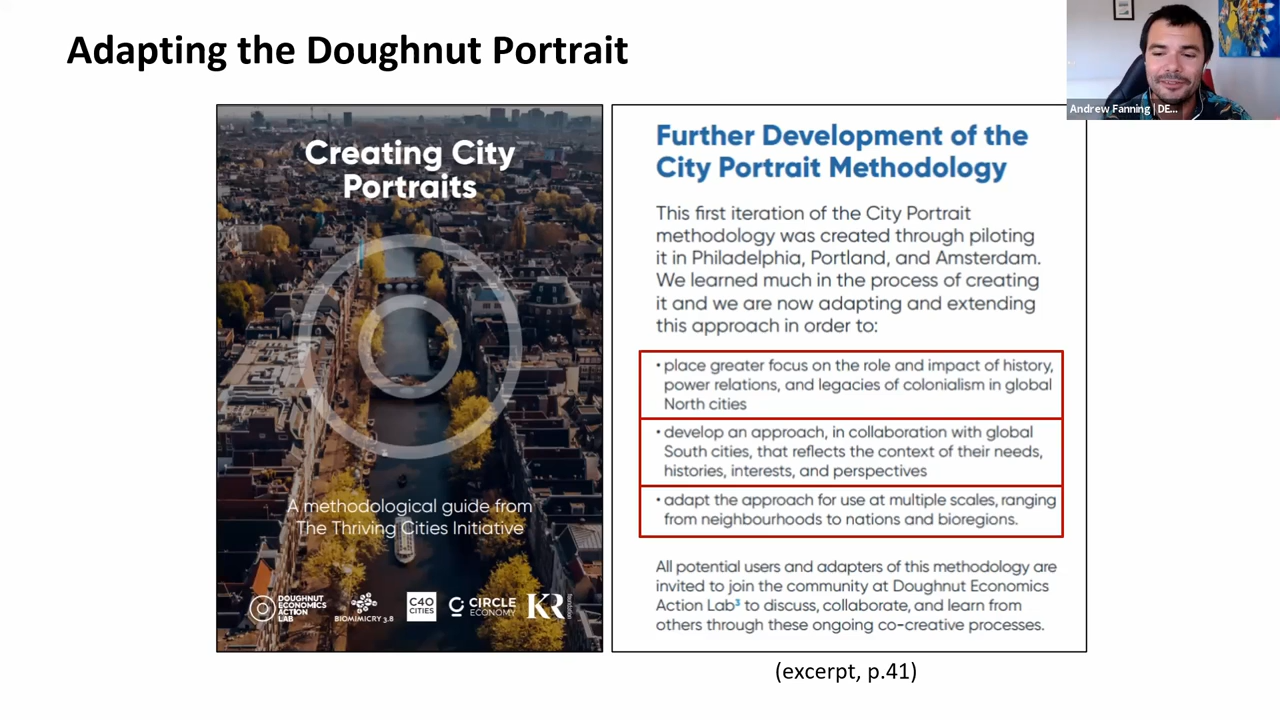 Adapting the Doughnut Portrait
Andrew Fanning | DE...
Creating City
Portraits
A methodological guide from
The Thriving Cities Initiative
DOUGHNUT
ECONOMICS
ACTION
LAB
BIOMIMICRY 3.8
C40
CITIES
CIRCLE
ECONOMY
KR
foundation
Further Development of the
City Portrait Methodology
This first iteration of the City Portrait
methodology was created through piloting
it in Philadelphia, Portland, and Amsterdam.
We learned much in the process of creating
it and we are now adapting and extending
this approach in order to:
• place greater focus on the role and impact of history,
power relations, and legacies of colonialism in global
North cities
• develop an approach, in collaboration with global
South cities, that reflects the context of their needs,
histories, interests, and perspectives
• adapt the approach for use at multiple scales, ranging
from neighbourhoods to nations and bioregions.
All potential users and adapters of this methodology are
invited to join the community at Doughnut Economics
Action Lab³ to discuss, collaborate, and learn from
others through these ongoing co-creative processes.
(excerpt, p.41)